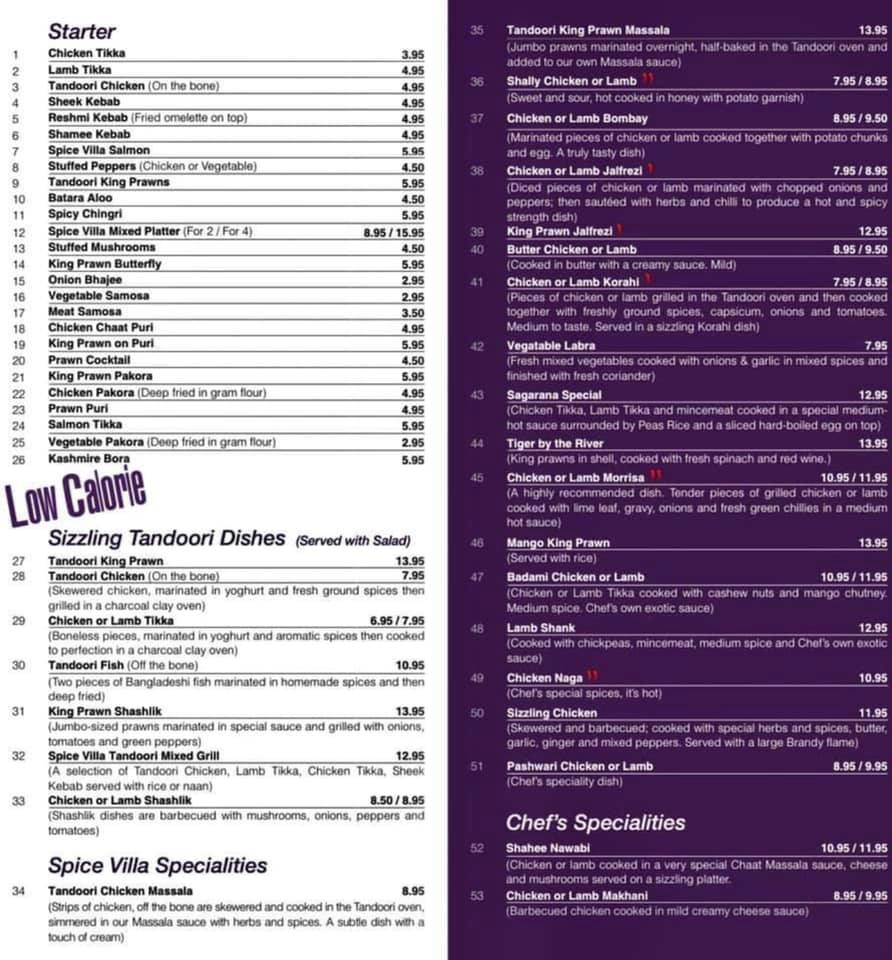 Starter
1 Chicken Tikka 3.95
2 Lamb Tikka 4.95
3 Tandoori Chicken (On the bone) 4.95
4 Sheek Kebab 4.95
5 Reshmi Kebab (Fried omelette on top) 4.95
6 Shamee Kebab 4.95
7 Spice Villa Salmon 5.95
8 Stuffed Peppers (Chicken or Vegetable) 4.50
9 Tandoori King Prawns 5.95
10 Batara Aloo 4.50
11 Spicy Chingri 5.95
12 Spice Villa Mixed Platter (For 2 / For 4) 8.95 / 15.95
13 Stuffed Mushrooms 4.50
14 King Prawn Butterfly 5.95
15 Onion Bhajee 2.95
16 Vegetable Samosa 2.95
17 Meat Samosa 3.50
18 Chicken Chaat Puri 4.95
19 King Prawn on Puri 5.95
20 Prawn Cocktail 4.50
21 King Prawn Pakora 5.95
22 Chicken Pakora (Deep fried in gram flour) 4.95
23 Prawn Puri 4.95
24 Salmon Tikka 5.95
25 Vegetable Pakora (Deep fried in gram flour) 2.95
26 Kashmire Bora 5.95
Low Calorie
Sizzling Tandoori Dishes (Served with Salad)
27 Tandoori King Prawn 13.95
28 Tandoori Chicken (On the bone) 7.95
(Skewered chicken, marinated in yoghurt and fresh ground spices then
grilled in a charcoal clay oven)
29 Chicken or Lamb Tikka 6.95 / 7.95
(Boneless pieces, marinated in yoghurt and aromatic spices then cooked
to perfection in a charcoal clay oven)
30 Tandoori Fish (Off the bone) 10.95
(Two pieces of Bangladeshi fish marinated in homemade spices and then
deep fried)
31 King Prawn Shashlik 13.95
(Jumbo-sized prawns marinated in special sauce and grilled with onions,
tomatoes and green peppers)
32 Spice Villa Tandoori Mixed Grill 12.95
(A selection of Tandoori Chicken, Lamb Tikka, Chicken Tikka, Sheek
Kebab served with rice or naan)
33 Chicken or Lamb Shashlik 8.50 / 8.95
(Shashlik dishes are barbecued with mushrooms, onions, peppers and
tomatoes)
Spice Villa Specialities
34 Tandoori Chicken Massala 8.95
(Strips of chicken, off the bone are skewered and cooked in the Tandoori oven,
simmered in our Massala sauce with herbs and spices. A subtle dish with a
touch of cream)
35 Tandoori King Prawn Massala 13.95
(Jumbo prawns marinated overnight, half-baked in the Tandoori oven and
added to our own Massala sauce)
36 Shally Chicken or Lamb 7.95 / 8.95
(Sweet and sour, hot cooked in honey with potato garnish)
37 Chicken or Lamb Bombay 8.95 / 9.50
(Marinated pieces of chicken or lamb cooked together with potato chunks
and egg. A truly tasty dish)
38 Chicken or Lamb Jalfrezi 7.95 / 8.95
(Diced pieces of chicken or lamb marinated with chopped onions and
peppers; then sautéed with herbs and chilli to produce a hot and spicy
strength dish)
39 King Prawn Jalfrezi 12.95
40 Butter Chicken or Lamb 8.95 / 9.50
(Cooked in butter with a creamy sauce. Mild)
41 Chicken or Lamb Korahi 7.95 / 8.95
(Pieces of chicken or lamb grilled in the Tandoori oven and then cooked
together with freshly ground spices, capsicum, onions and tomatoes.
Medium to taste. Served in a sizzling Korahi dish)
42 Vegatable Labra 7.95
(Fresh mixed vegetables cooked with onions & garlic in mixed spices and
finished with fresh coriander)
43 Sagarana Special 12.95
(Chicken Tikka, Lamb Tikka and mincemeat cooked in a special medium-
hot sauce surrounded by Peas Rice and a sliced hard-boiled egg on top)
44 Tiger by the River 13.95
(King prawns in shell, cooked with fresh spinach and red wine.)
45 Chicken or Lamb Morrisa 10.95 / 11.95
(A highly recommended dish. Tender pieces of grilled chicken or lamb
cooked with lime leaf, gravy, onions and fresh green chillies in a medium
hot sauce)
46 Mango King Prawn 13.95
(Served with rice)
47 Badami Chicken or Lamb 10.95 / 11.95
(Chicken or Lamb Tikka cooked with cashew nuts and mango chutney.
Medium spice. Chef's own exotic sauce)
48 Lamb Shank 12.95
(Cooked with chickpeas, mincemeat, medium spice and Chef's own exotic
sauce)
49 Chicken Naga 10.95
(Chef's special spices, it's hot)
50 Sizzling Chicken 11.95
(Skewered and barbecued; cooked with special herbs and spices, butter,
garlic, ginger and mixed peppers. Served with a large Brandy flame)
51 Pashwari Chicken or Lamb 8.95 / 9.95
(Chef's speciality dish)
Chef's Specialities
52 Shahee Nawabi 10.95 / 11.95
(Chicken or lamb cooked in a very special Chaat Massala sauce, cheese
and mushrooms served on a sizzling platter.
53 Chicken or Lamb Makhani 8.95 / 9.95
(Barbecued chicken cooked in mild creamy cheese sauce)